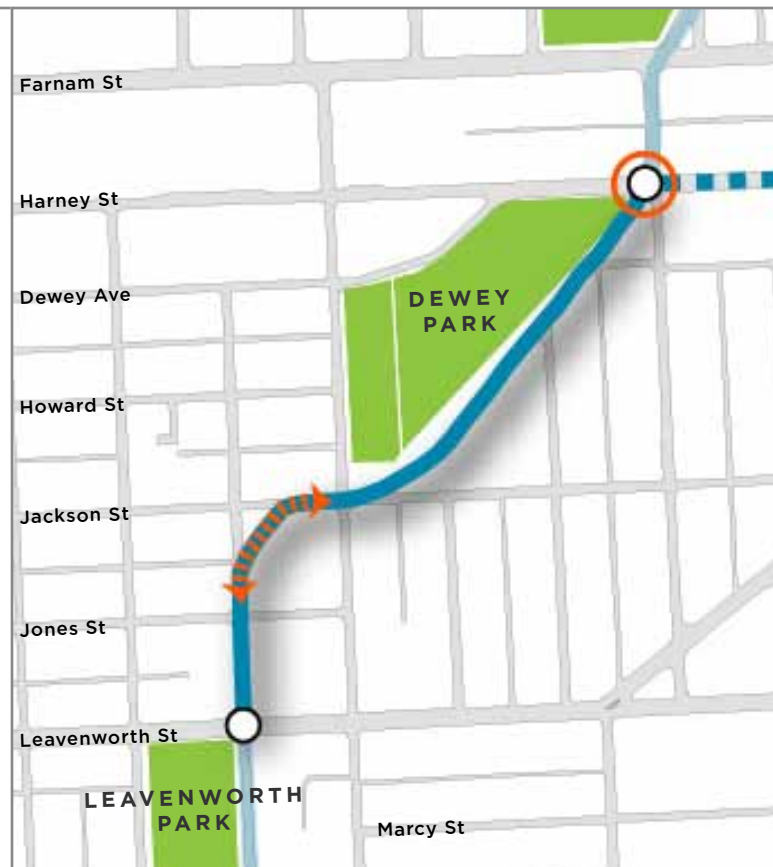 Farnam St
Harney St
Dewey Ave
DEWEY
PARK
Howard St
Jackson St
Jones St
Leavenworth St
LEAVENWORTH
PARK
Marcy St